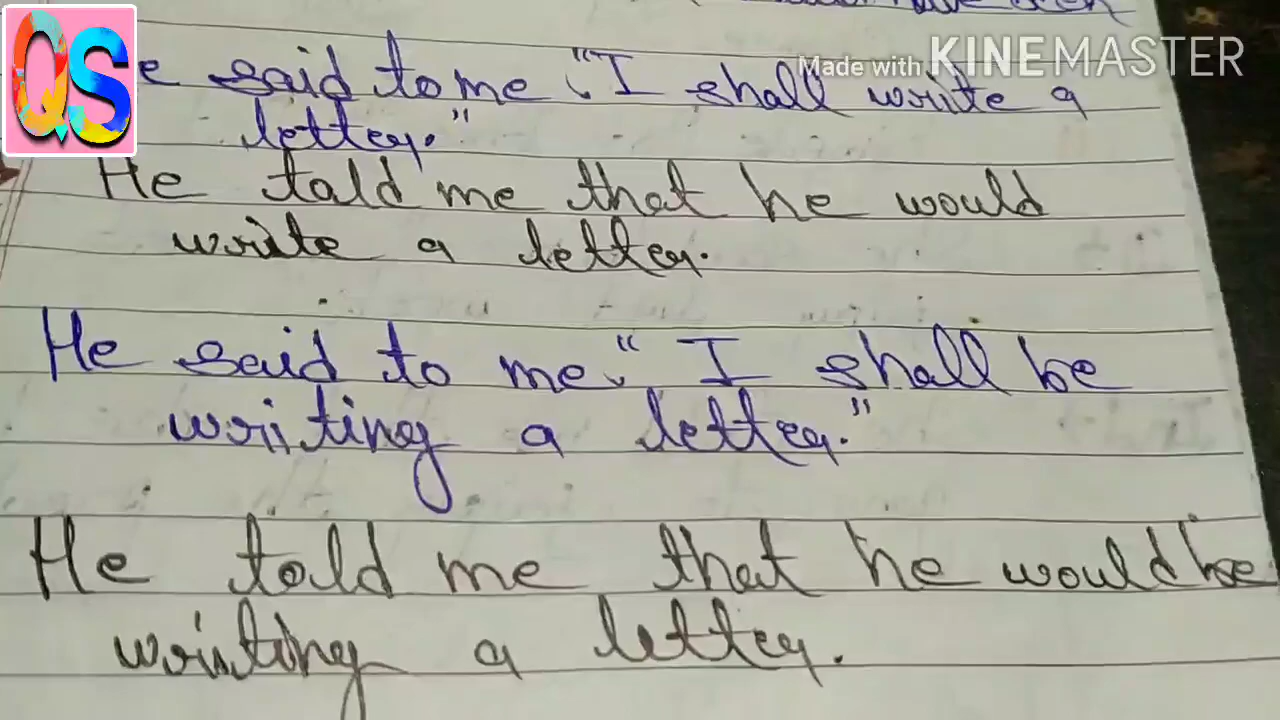 QS
Made with KINEMASTER
e said to me, "I shall write a
letter."
He told me that he would
write a letter.
He said to me, "I shall be
writing a letter."
He told me that he would be
writing a letter.